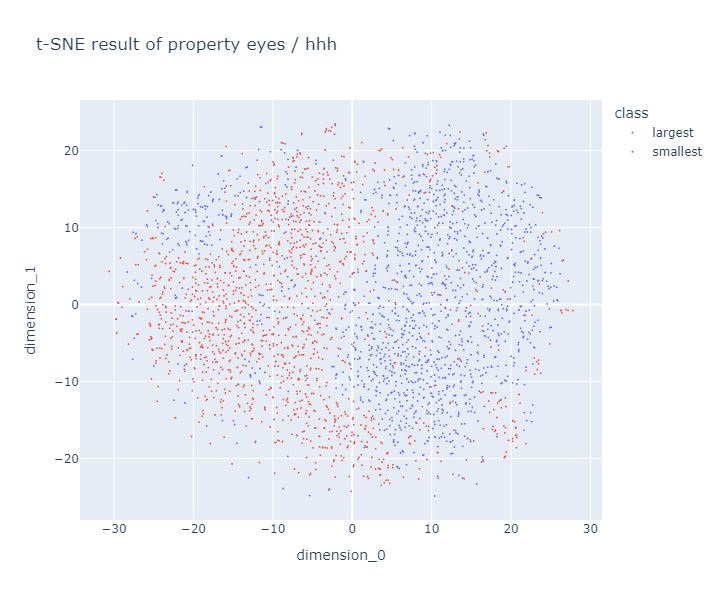 t-SNE result of property eyes / hhh
class
largest
smallest
20
10
0
−10
−20
dimension_1
−30
−20
−10
0
10
20
30
dimension_0